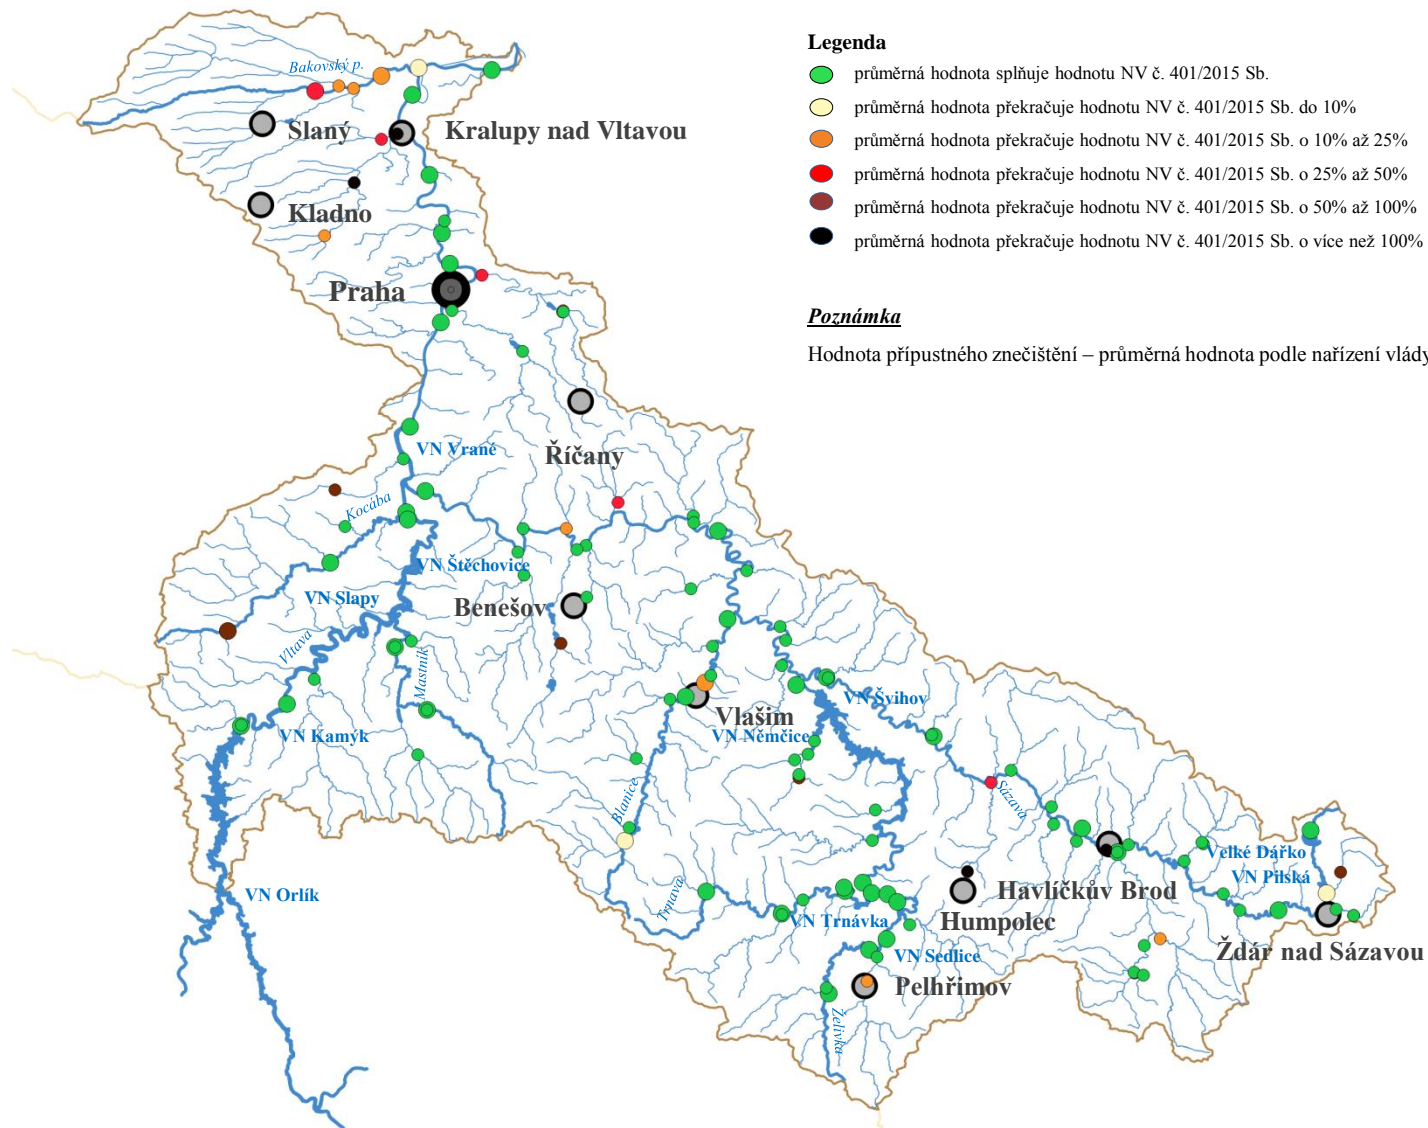 Legenda
průměrná hodnota splňuje hodnotu NV č. 401/2015 Sb.
průměrná hodnota překračuje hodnotu NV č. 401/2015 Sb. do 10%
průměrná hodnota překračuje hodnotu NV č. 401/2015 Sb. o 10% až 25%
průměrná hodnota překračuje hodnotu NV č. 401/2015 Sb. o 25% až 50%
průměrná hodnota překračuje hodnotu NV č. 401/2015 Sb. o 50% až 100%
průměrná hodnota překračuje hodnotu NV č. 401/2015 Sb. o více než 100%
Poznámka
Hodnota přípustného znečištění – průměrná hodnota podle nařízení vlády
Bakovský p.
Slaný
Kralupy nad Vltavou
Kladno
Praha
Říčany
VN Vrané
Kocába
VN Štěchovice
VN Slapy
Benešov
Vltava
Mastník
VN Kamýk
Vlašim
VN Švihov
VN Němčice
Blanice
Sázava
VN Orlík
Trnava
VN Trnávka
Havlíčkův Brod
Humpolec
Velké Dářko
VN Pilská
Žďár nad Sázavou
VN Sedlice
Pelhřimov
Želivka